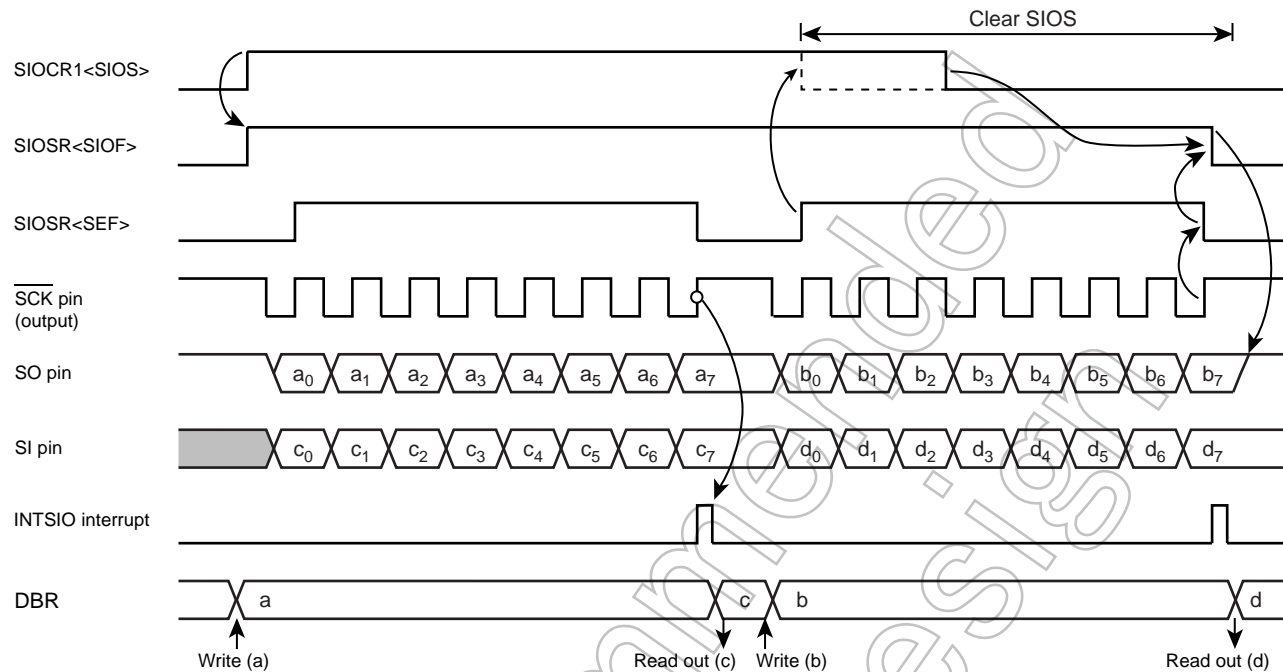 Clear SIOS
SIOCR1<SIOS>
SIOSR<SIOF>
SIOSR<SEF>
SCK pin
(output)
SO pin a0 a1 a2 a3 a4 a5 a6 a7 b0 b1 b2 b3 b4 b5 b6 b7
SI pin c0 c1 c2 c3 c4 c5 c6 c7 d0 d1 d2 d3 d4 d5 d6 d7
INTSIO interrupt
DBR a c b d
Write (a) Read out (c) Write (b) Read out (d)